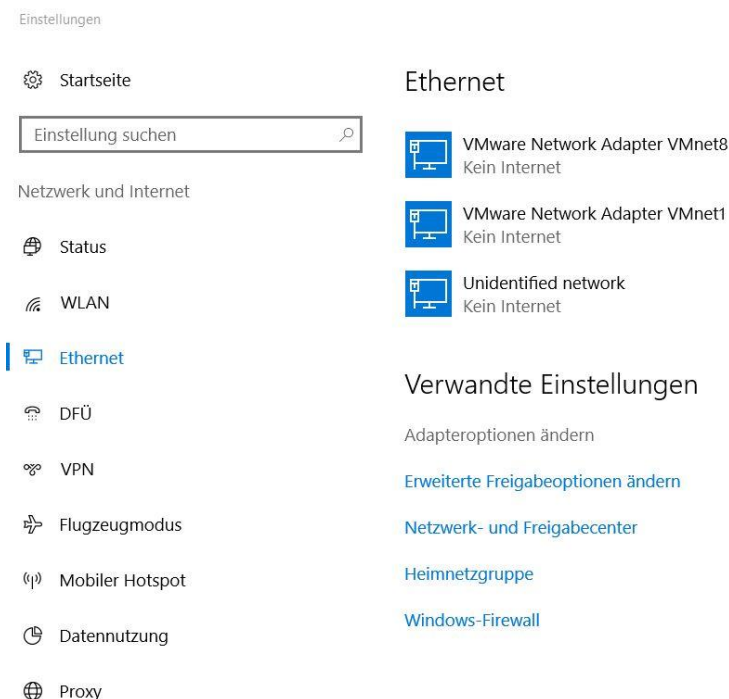 Einstellungen
Startseite
Einstellung suchen
Netzwerk und Internet
Status
WLAN
Ethernet
DFÜ
VPN
Flugzeugmodus
Mobiler Hotspot
Datennutzung
Proxy
Ethernet
VMware Network Adapter VMnet8
Kein Internet
VMware Network Adapter VMnet1
Kein Internet
Unidentified network
Kein Internet
Verwandte Einstellungen
Adapteroptionen ändern
Erweiterte Freigabeoptionen ändern
Netzwerk- und Freigabecenter
Heimnetzgruppe
Windows-Firewall